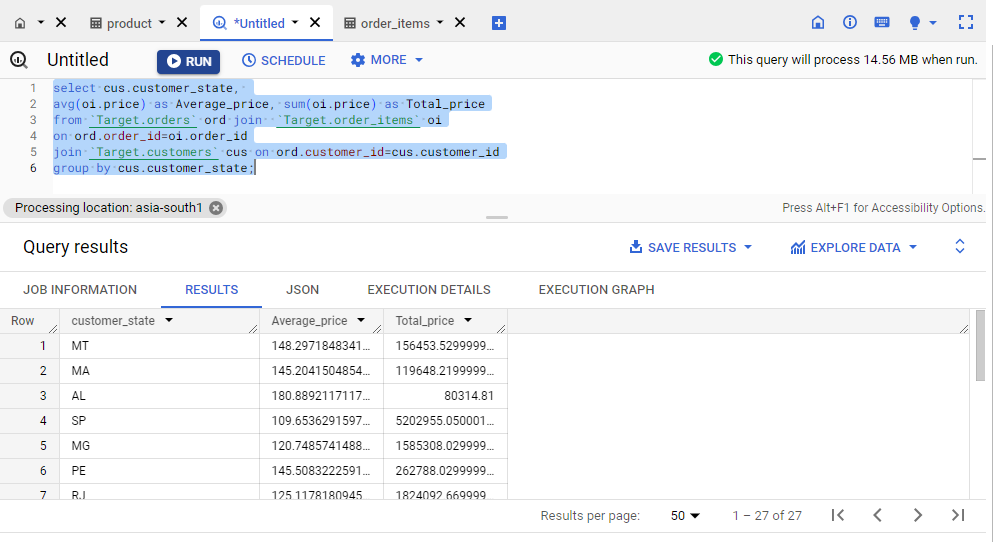 product *Untitled order_items
Untitled RUN SCHEDULE MORE This query will process 14.56 MB when run.
1 select cus.customer_state,
2 avg(oi.price) as Average_price, sum(oi.price) as Total_price
3 from `Target.orders` ord join `Target.order_items` oi
4 on ord.order_id=oi.order_id
5 join `Target.customers` cus on ord.customer_id=cus.customer_id
6 group by cus.customer_state;
Processing location: asia-south1 Press Alt+F1 for Accessibility Options.
Query results SAVE RESULTS EXPLORE DATA
JOB INFORMATION RESULTS JSON EXECUTION DETAILS EXECUTION GRAPH
Row customer_state Average_price Total_price
1 MT 148.2971848341... 156453.5299999...
2 MA 145.2041504854... 119648.2199999...
3 AL 180.8892117117... 80314.81
4 SP 109.6536291597... 5202955.050001...
5 MG 120.7485741488... 1585308.029999...
6 PE 145.5083222591... 262788.0299999...
7 RJ 125.1178180945... 1824092.669999...
Results per page: 50 1 – 27 of 27